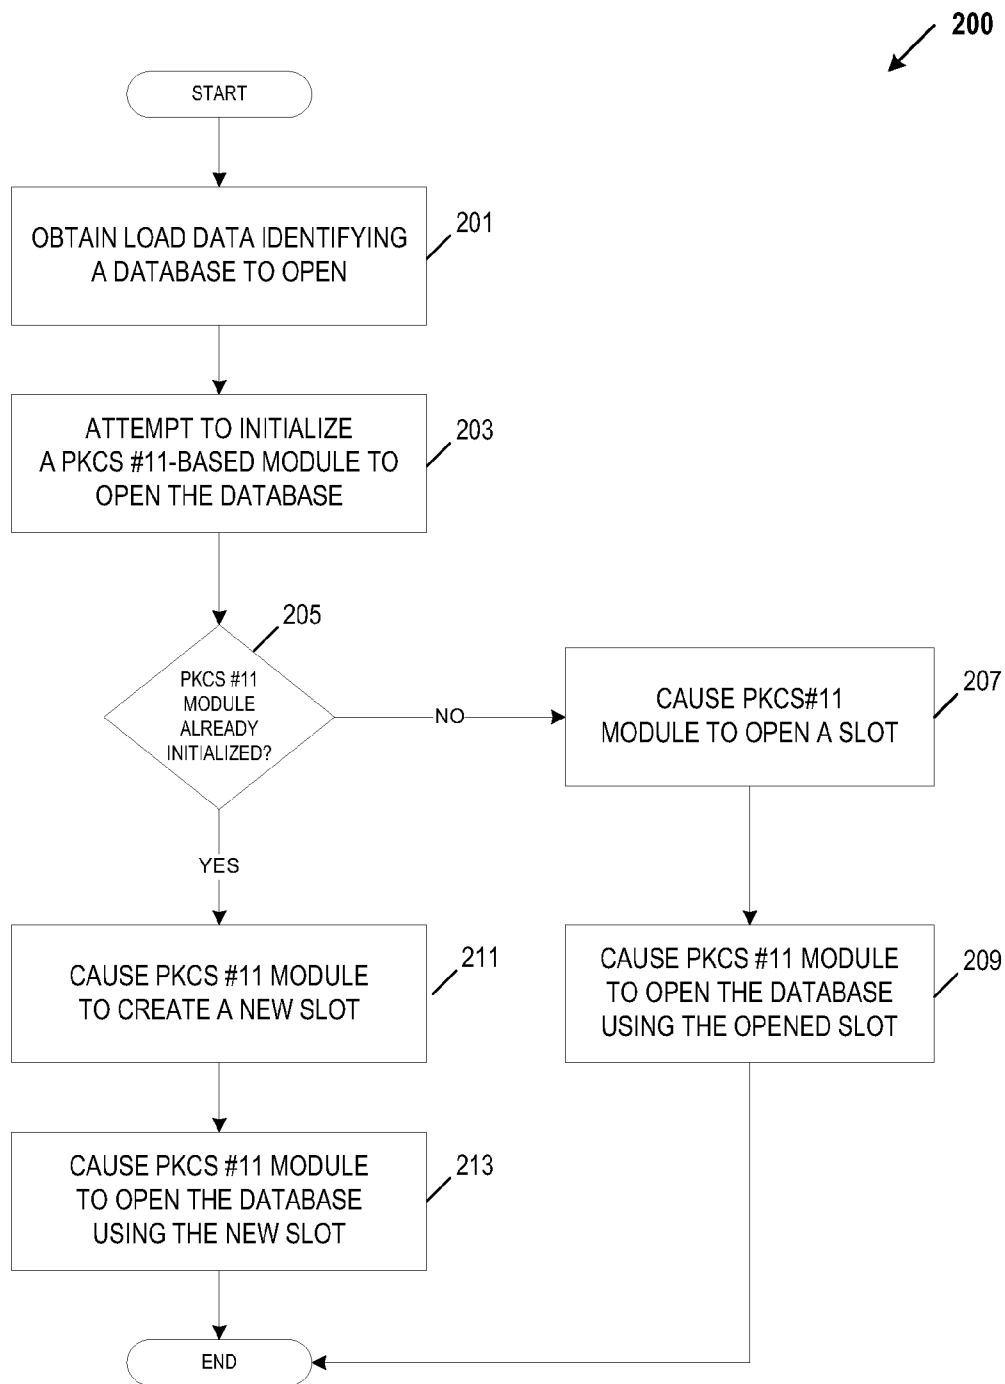 200
START
OBTAIN LOAD DATA IDENTIFYING
A DATABASE TO OPEN
201
ATTEMPT TO INITIALIZE
A PKCS #11-BASED MODULE TO
OPEN THE DATABASE
203
205
PKCS #11
MODULE
ALREADY
INITIALIZED?
NO
CAUSE PKCS#11
MODULE TO OPEN A SLOT
207
YES
CAUSE PKCS #11 MODULE
TO CREATE A NEW SLOT
211
CAUSE PKCS #11 MODULE
TO OPEN THE DATABASE
USING THE OPENED SLOT
209
CAUSE PKCS #11 MODULE
TO OPEN THE DATABASE
USING THE NEW SLOT
213
END